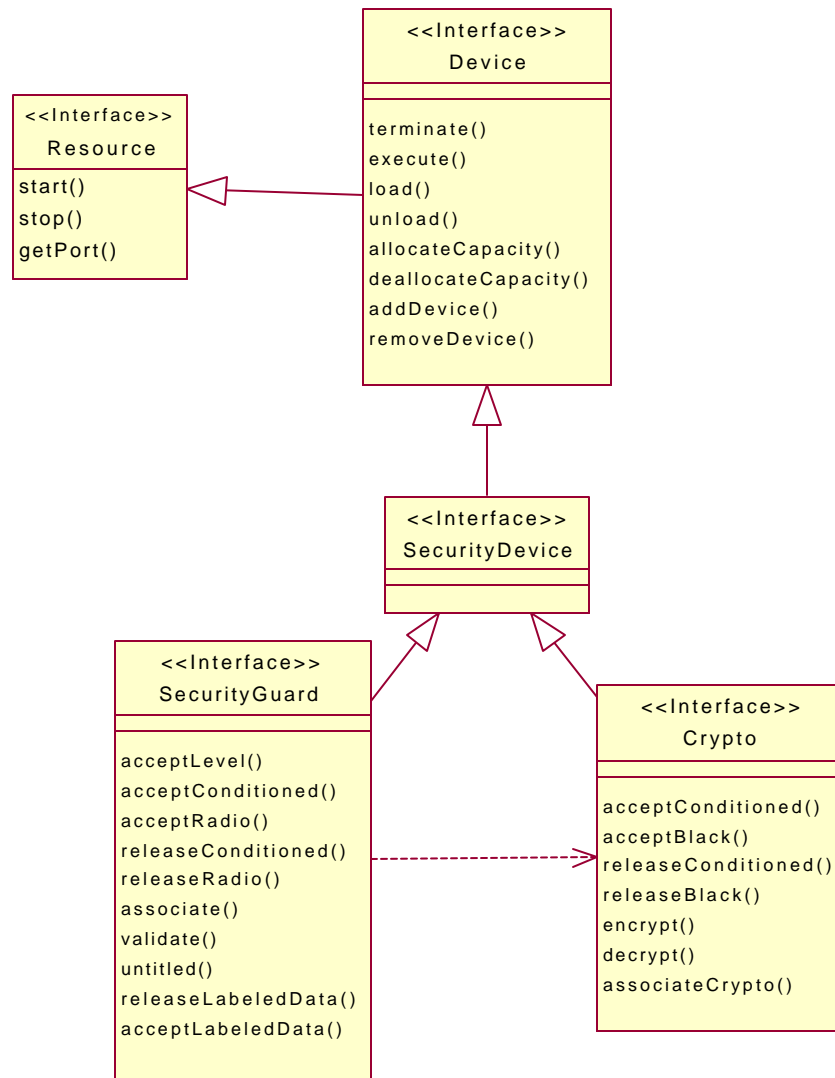 <<Interface>>
Device
terminate()
execute()
load()
unload()
allocateCapacity()
deallocateCapacity()
addDevice()
removeDevice()
<<Interface>>
Resource
start()
stop()
getPort()
<<Interface>>
SecurityDevice
<<Interface>>
SecurityGuard
acceptLevel()
acceptConditioned()
acceptRadio()
releaseConditioned()
releaseRadio()
associate()
validate()
untitled()
releaseLabeledData()
acceptLabeledData()
<<Interface>>
Crypto
acceptConditioned()
acceptBlack()
releaseConditioned()
releaseBlack()
encrypt()
decrypt()
associateCrypto()